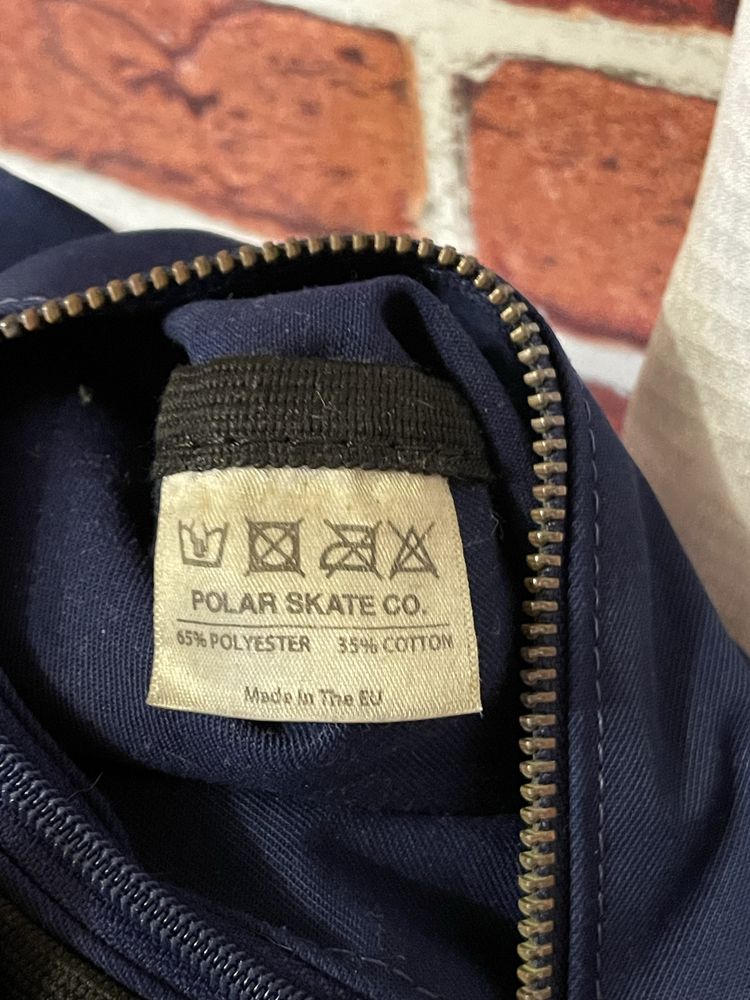 POLAR SKATE CO.
65% POLYESTER 35% COTTON
Made In The EU